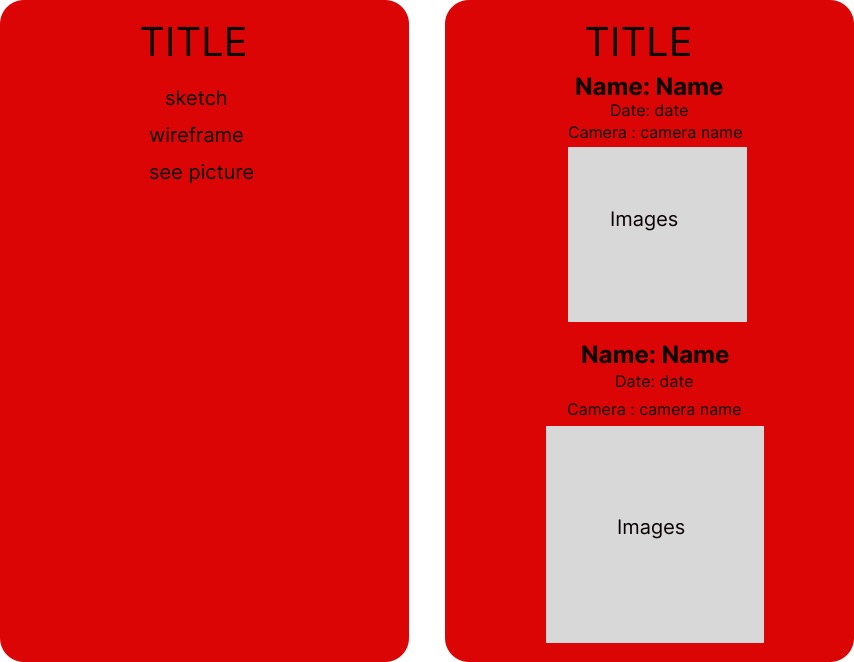 TITLE
sketch
wireframe
see picture
TITLE
Name: Name
Date: date
Camera : camera name
Images
Name: Name
Date: date
Camera : camera name
Images